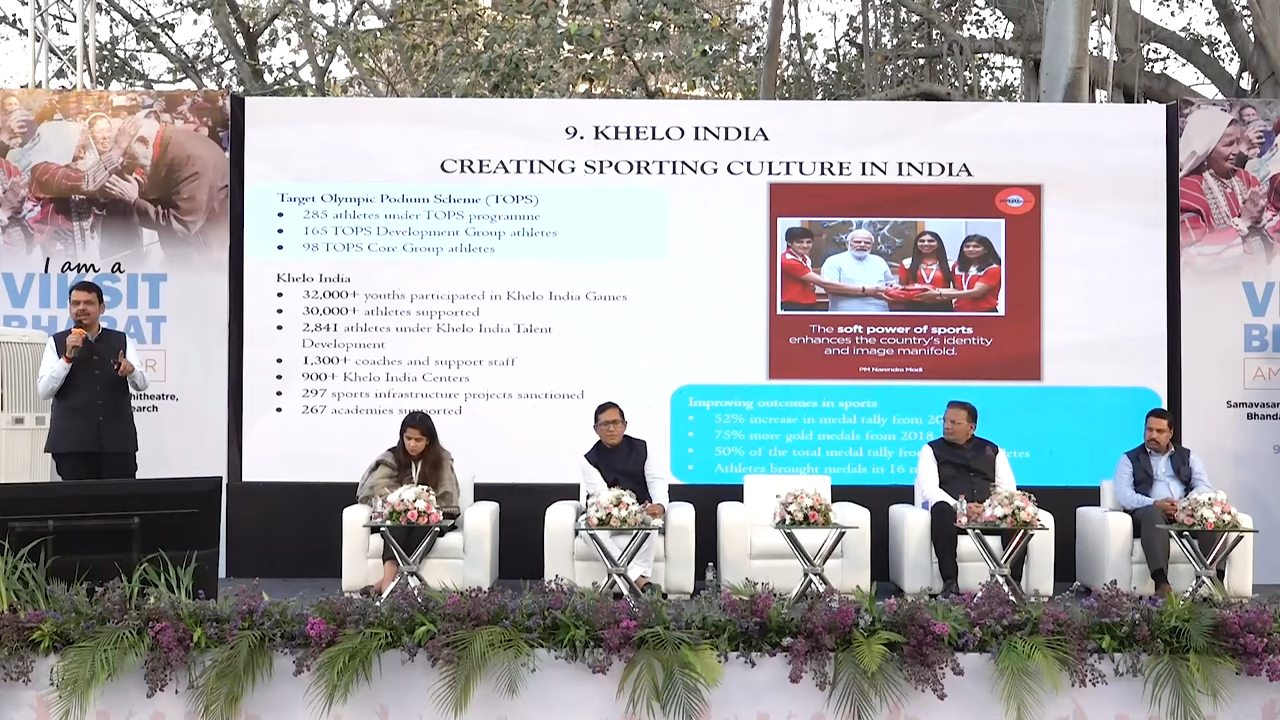 9. KHELO INDIA
CREATING SPORTING CULTURE IN INDIA
Target Olympic Podium Scheme (TOPS)
• 285 athletes under TOPS programme
• 165 TOPS Development Group athletes
• 98 TOPS Core Group athletes
Khelo India
• 32,000+ youths participated in Khelo India Games
• 30,000+ athletes supported
• 2,841 athletes under Khelo India Talent
Development
• 1,300+ coaches and support staff
• 900+ Khelo India Centers
• 297 sports infrastructure projects sanctioned
• 267 academies supported
The soft power of sports
enhances the country's identity
and image manifold.
PM Narendra Modi
Improving outcomes in sports
• 52% increase in medal tally from
• 75% more gold medals from 2018
• 50% of the total medal tally
• Athletes brought medals in 16
I am a
VIKSIT
BHARAT